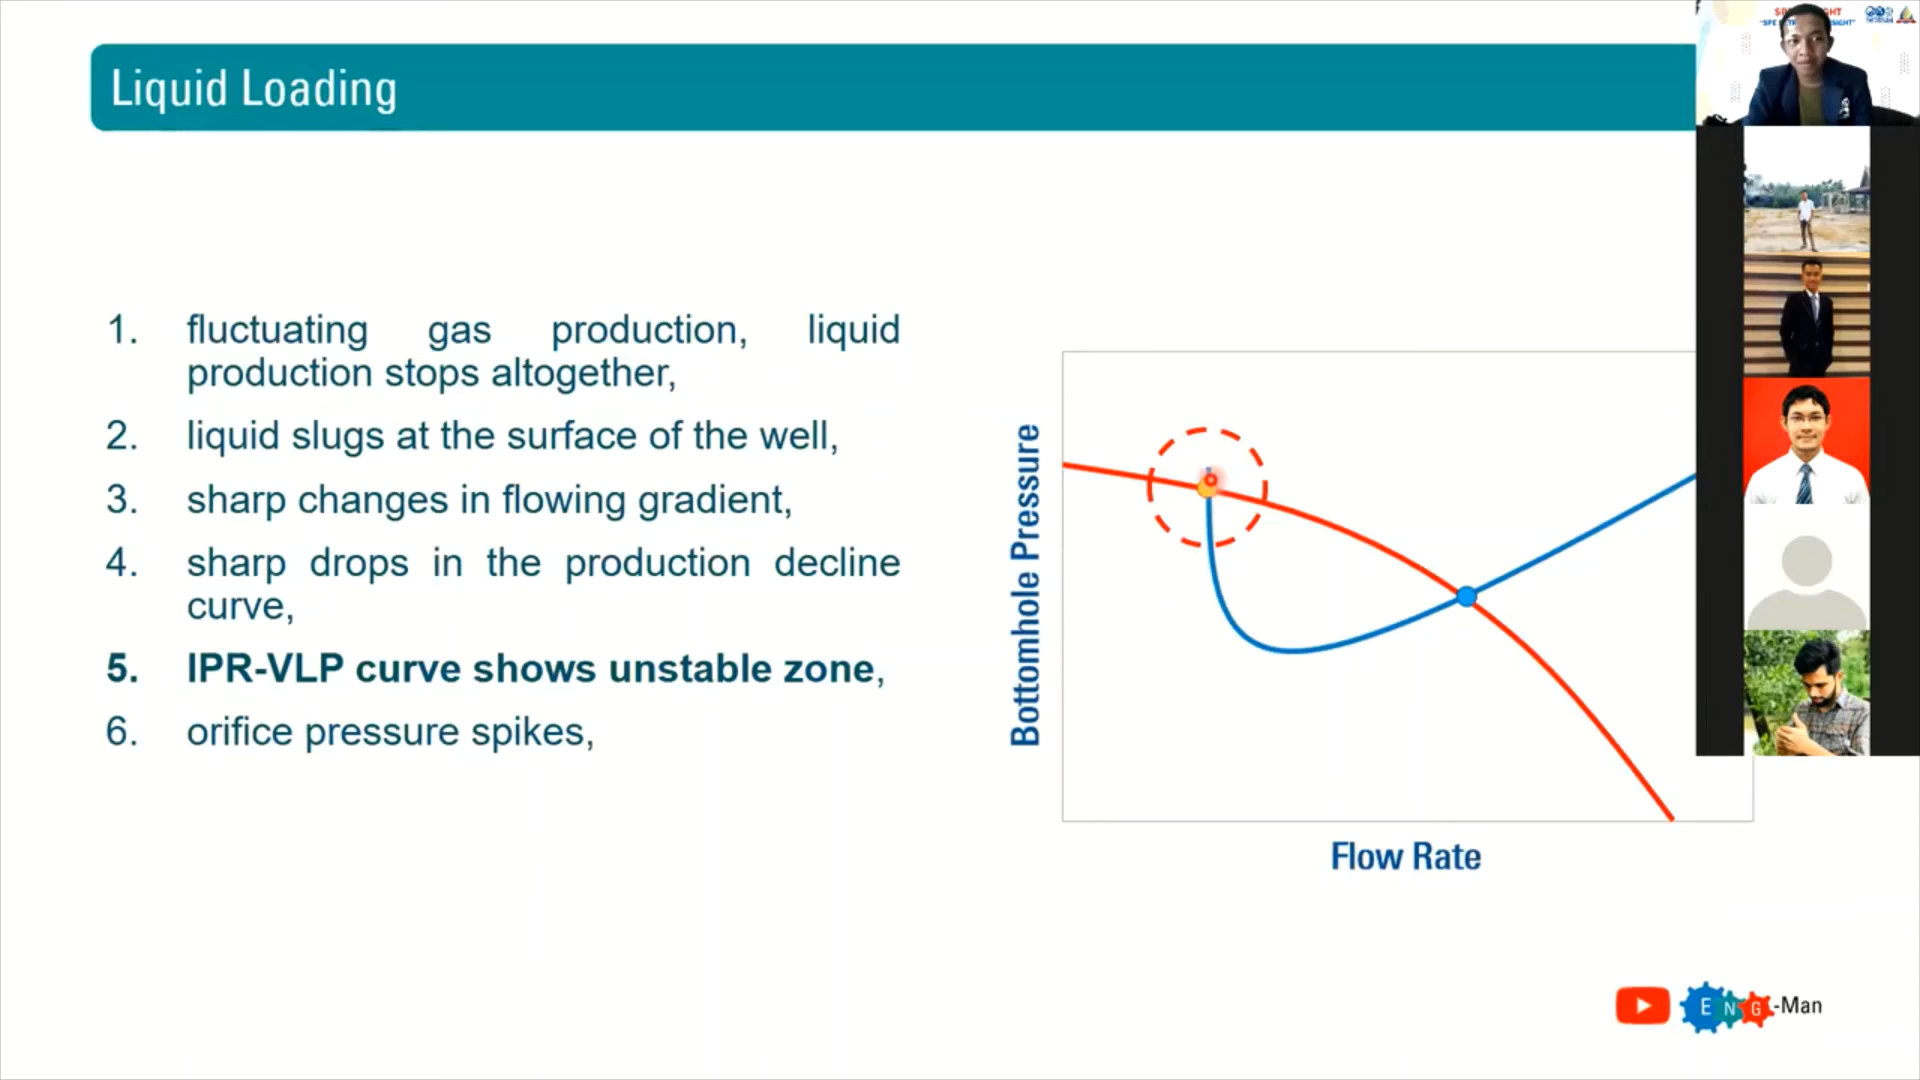 Liquid Loading
1. fluctuating gas production, liquid
production stops altogether,
2. liquid slugs at the surface of the well,
3. sharp changes in flowing gradient,
4. sharp drops in the production decline
curve,
5. IPR-VLP curve shows unstable zone,
6. orifice pressure spikes,
Bottomhole Pressure
Flow Rate
E N G -Man